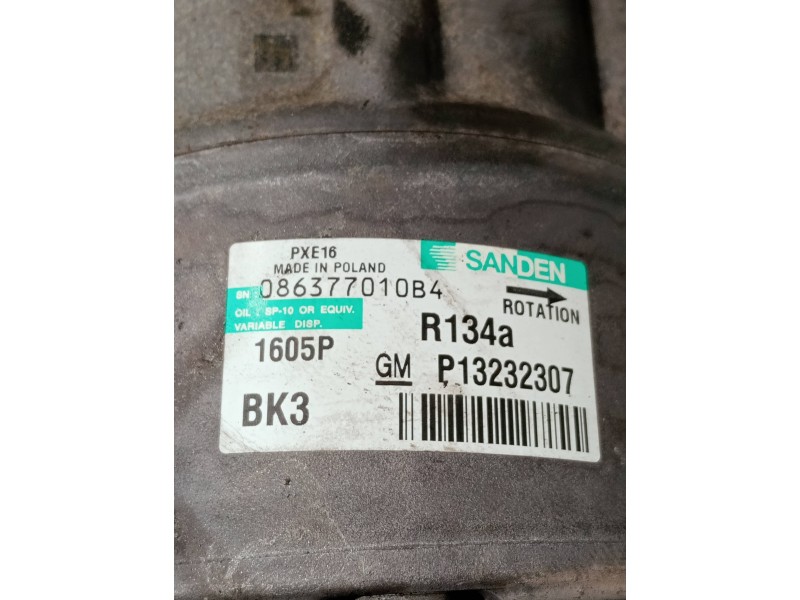 PXE16
MADE IN POLAND
SANDEN
SN 086377010B4
ROTATION
OIL : SP-10 OR EQUIV.
VARIABLE DISP.
R134a
1605P
GM P13232307
BK3